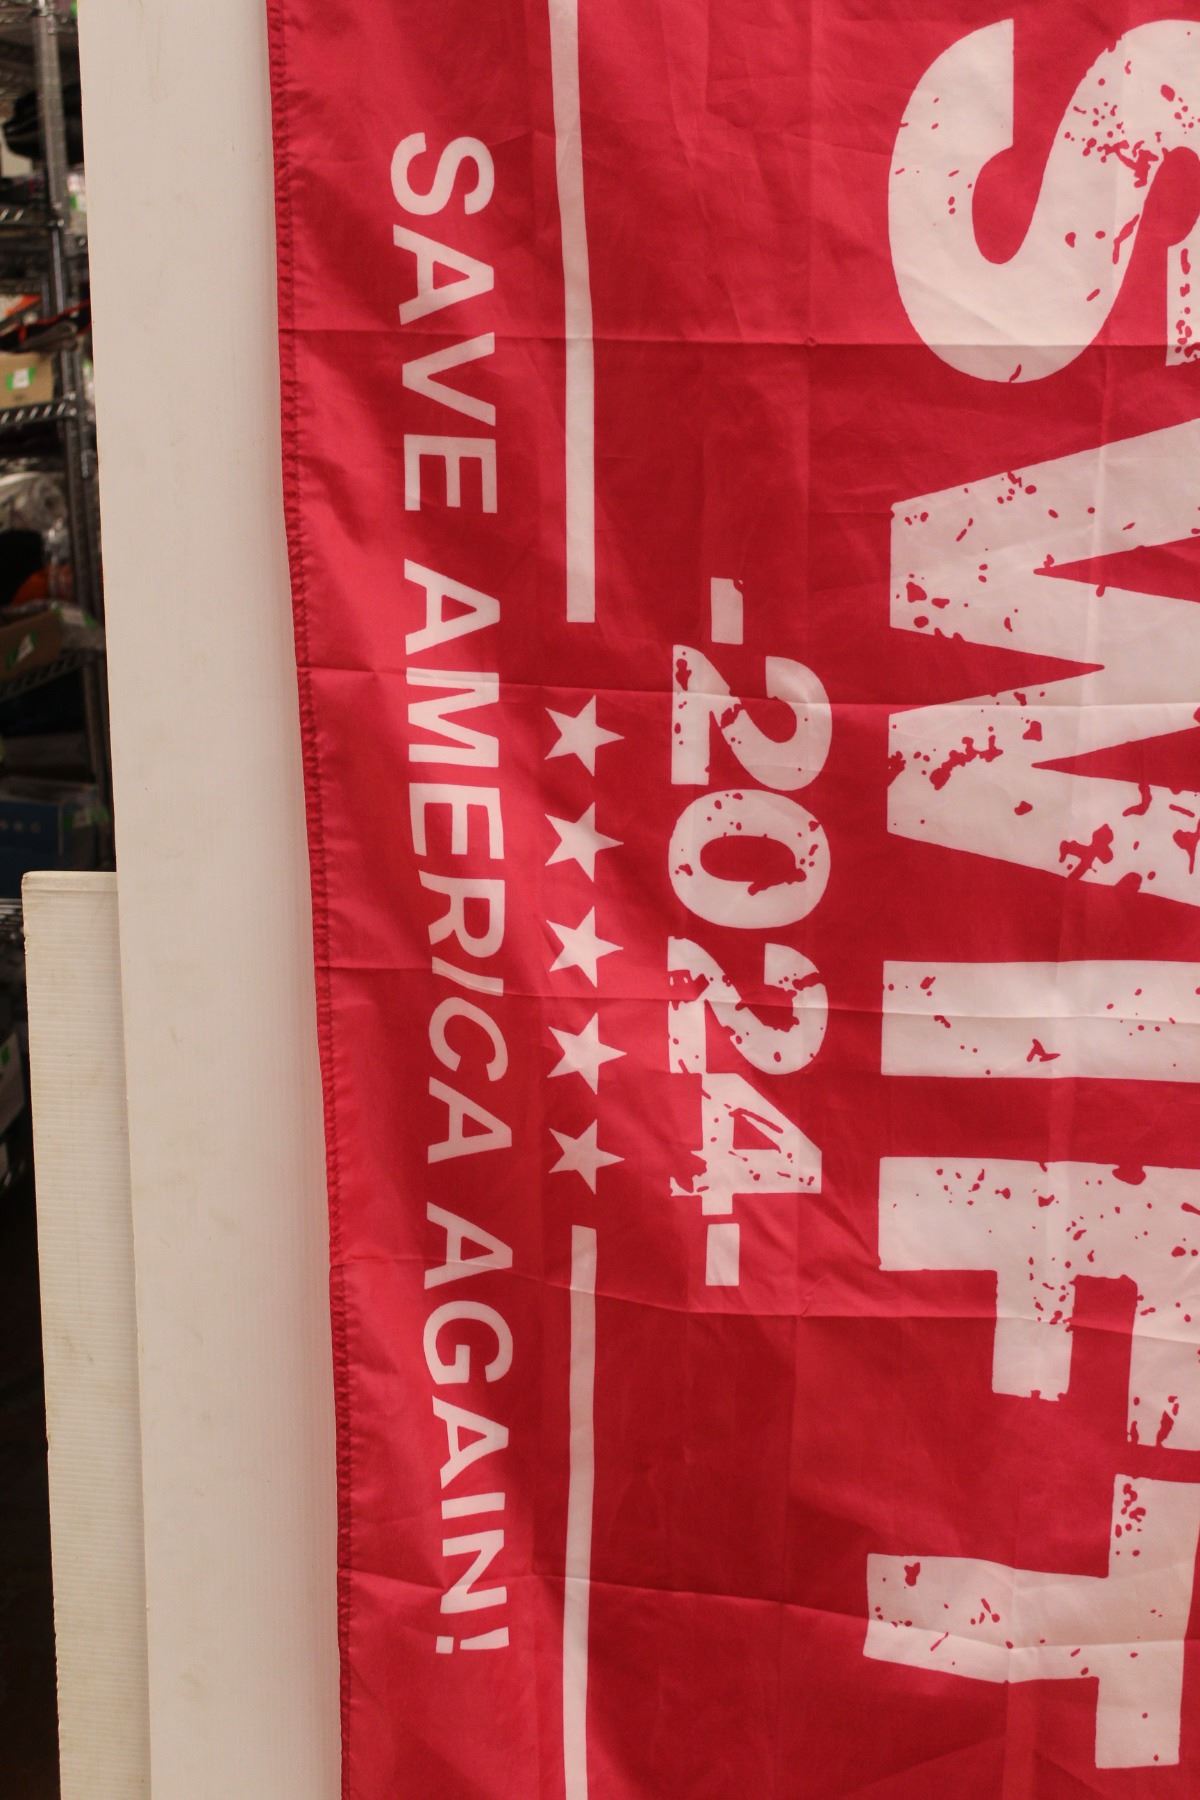 SWIFT
-2024-
SAVE AMERICA AGAIN!